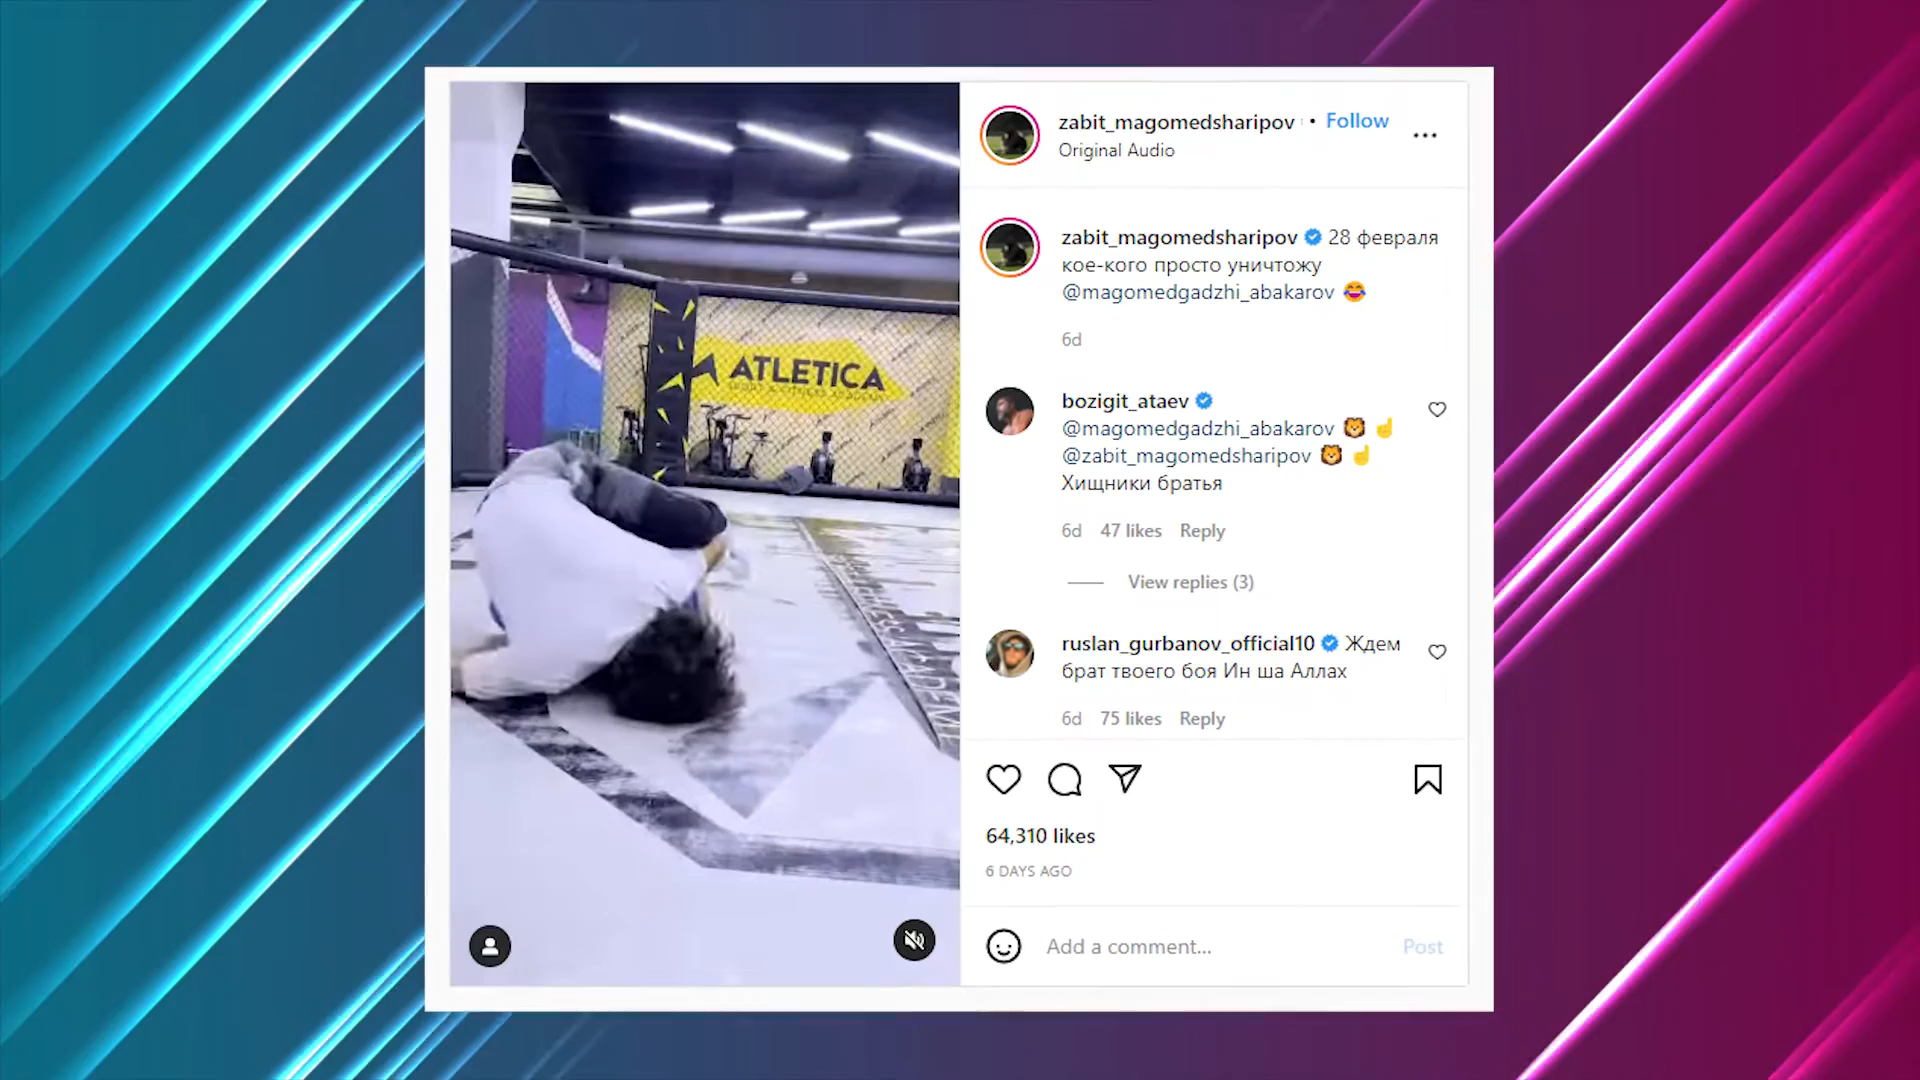 ATLETICA
zabit_magomedsharipov • Follow
Original Audio
zabit_magomedsharipov 28 февраля
кое-кого просто уничтожу
@magomedgadzhi_abakarov 😂
6d
bozigit_ataev
@magomedgadzhi_abakarov 🦁 ☝
@zabit_magomedsharipov 🦁 ☝
Хищники братья
6d 47 likes Reply
View replies (3)
ruslan_gurbanov_official10 Ждем
брат твоего боя Ин ша Аллах
6d 75 likes Reply
64,310 likes
6 DAYS AGO
Add a comment... Post